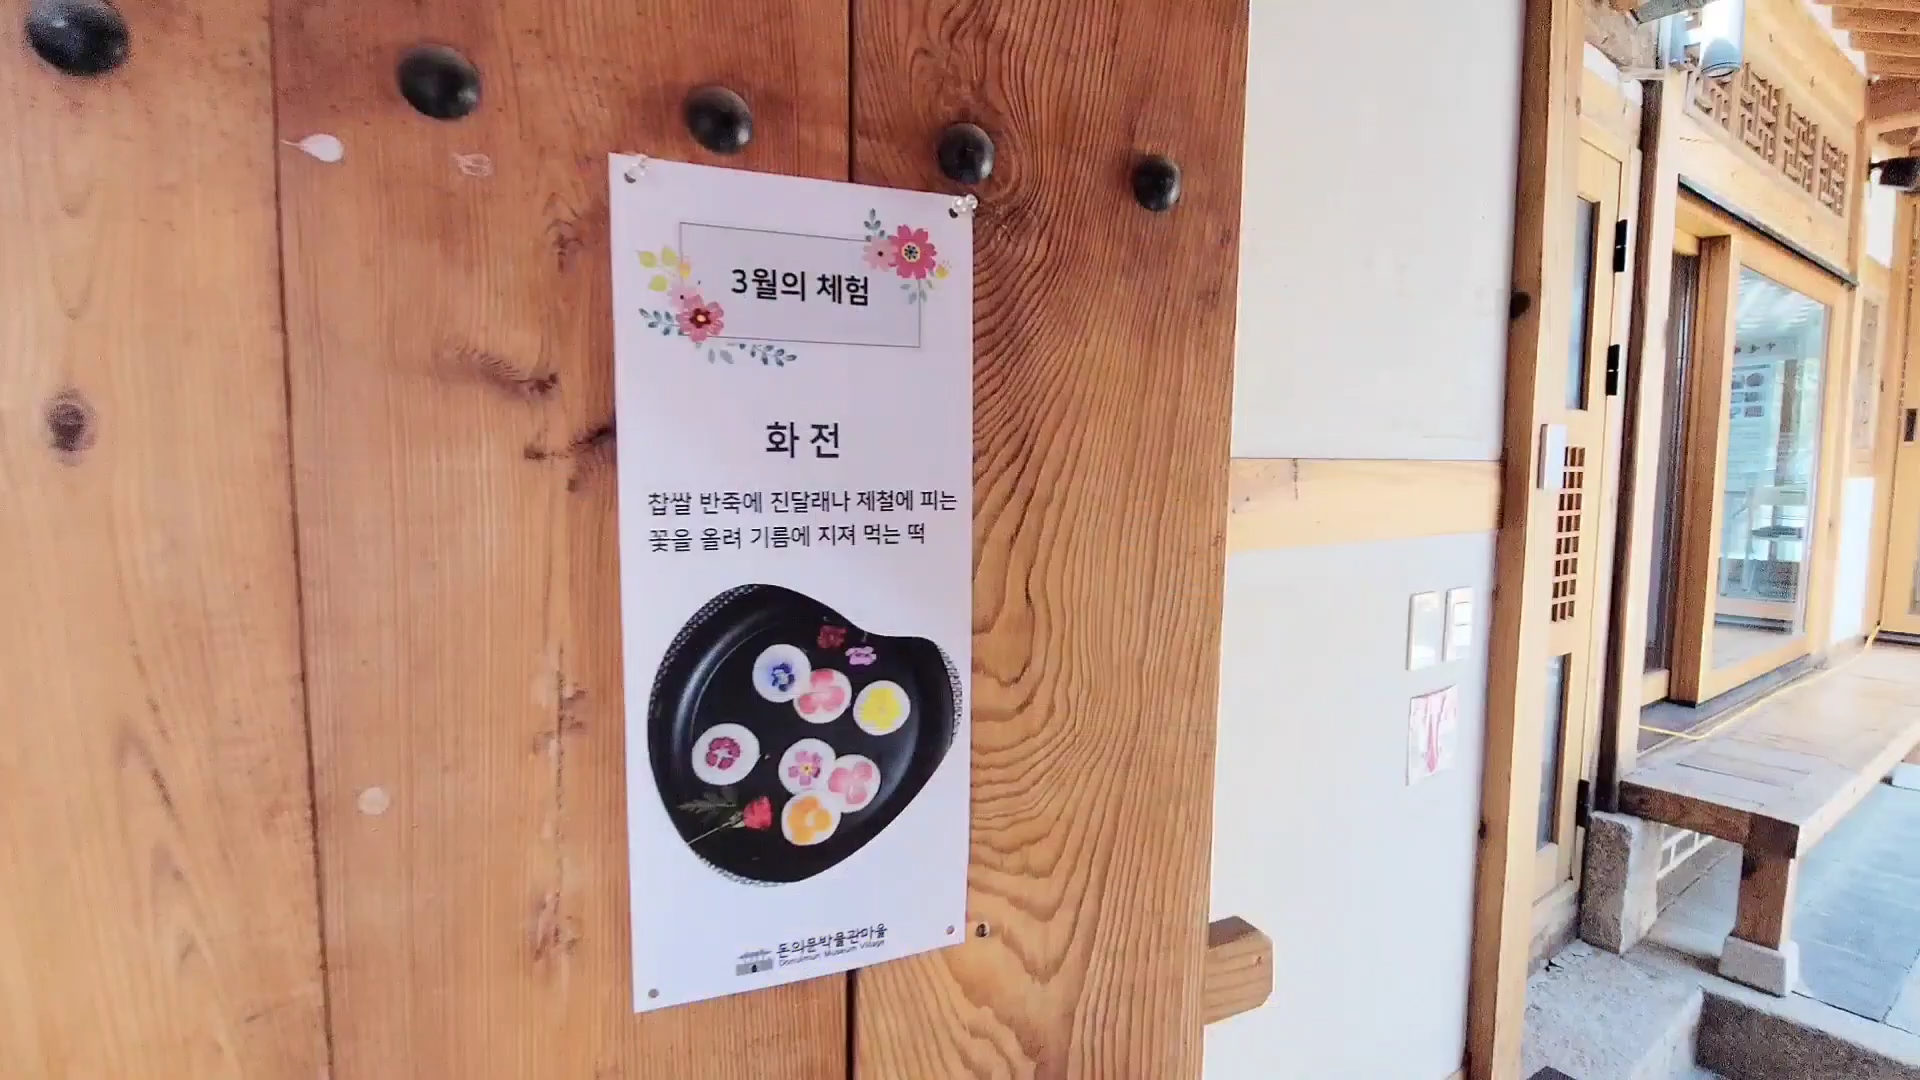 3월의 체험
화전
찹쌀 반죽에 진달래나 제철에 피는
꽃을 올려 기름에 지져 먹는 떡
돈의문박물관마을
Donuimun Museum Village